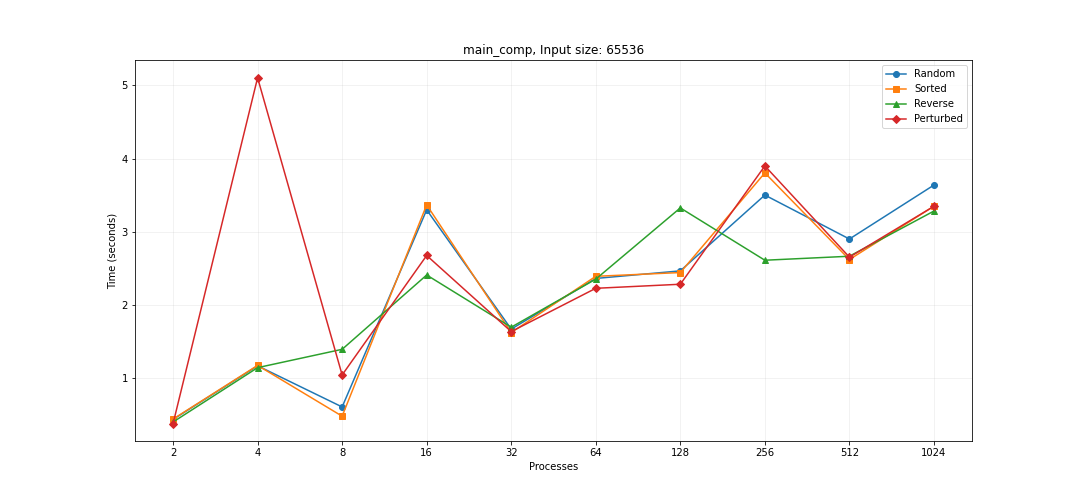 main_comp, Input size: 65536
Random
Sorted
Reverse
Perturbed
5
4
3
2
1
Time (seconds)
2 4 8 16 32 64 128 256 512 1024
Processes